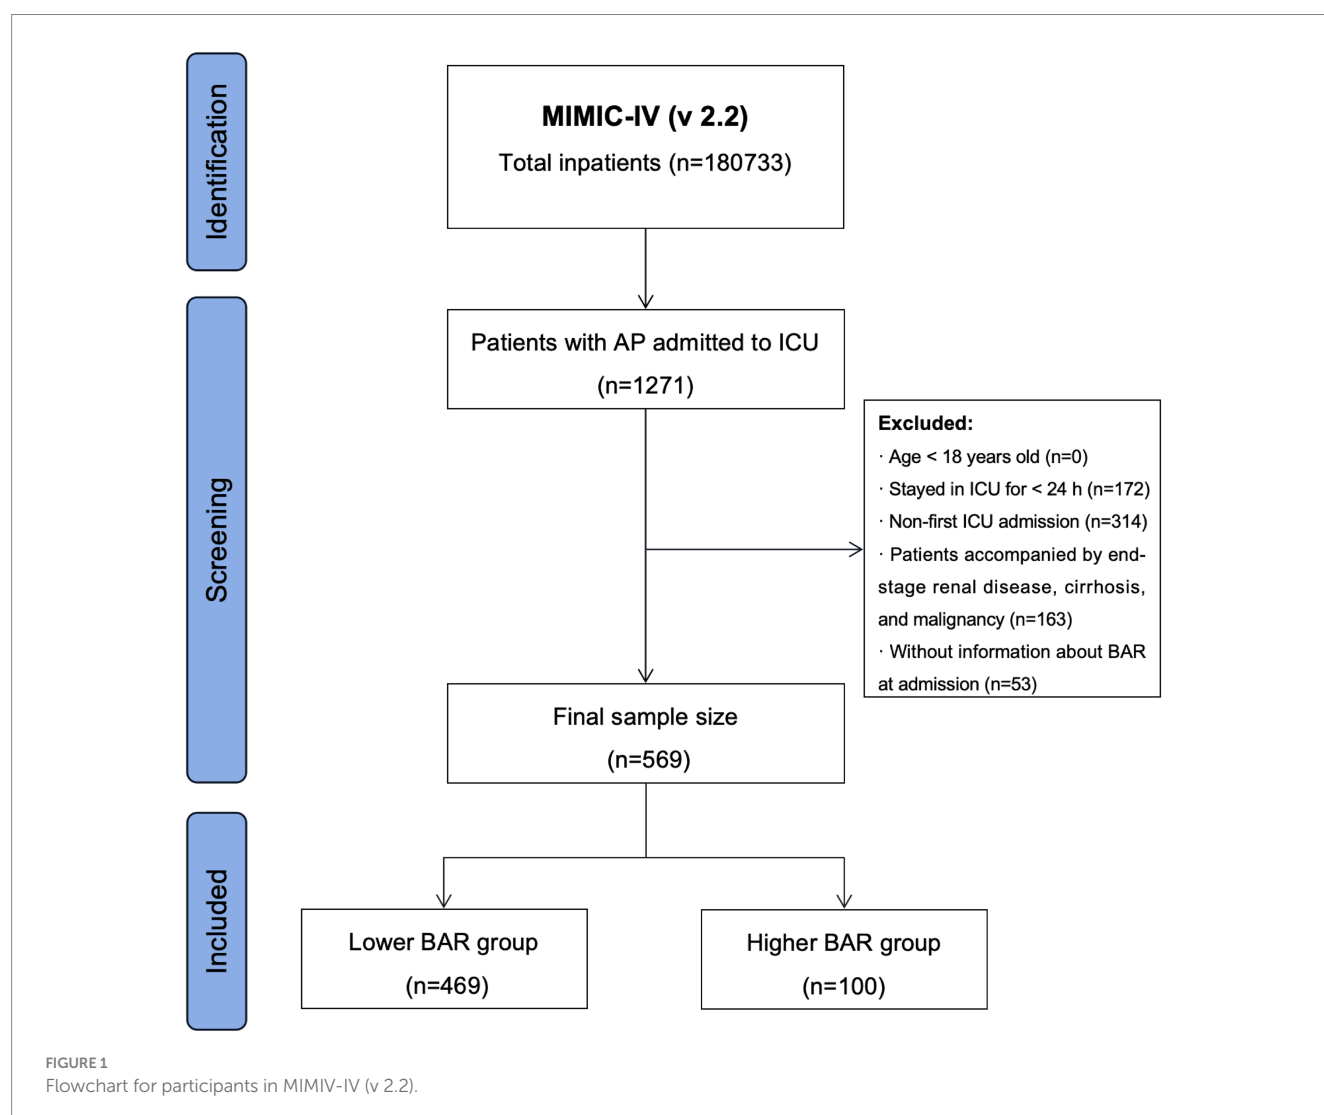 Identification
MIMIC-IV (v 2.2)
Total inpatients (n=180733)
Screening
Patients with AP admitted to ICU
(n=1271)
Excluded:
· Age < 18 years old (n=0)
· Stayed in ICU for < 24 h (n=172)
· Non-first ICU admission (n=314)
· Patients accompanied by end-
stage renal disease, cirrhosis,
and malignancy (n=163)
· Without information about BAR
at admission (n=53)
Final sample size
(n=569)
Included
Lower BAR group
(n=469)
Higher BAR group
(n=100)
FIGURE 1
Flowchart for participants in MIMIV-IV (v 2.2).